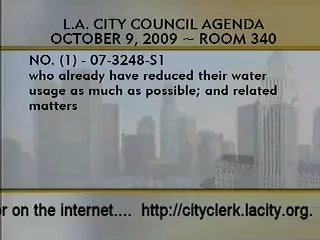 L.A. CITY COUNCIL AGENDA
OCTOBER 9, 2009 ~ ROOM 340
NO. (1) - 07-3248-S1
who already have reduced their water
usage as much as possible; and related
matters
r on the internet.... http://cityclerk.lacity.org.